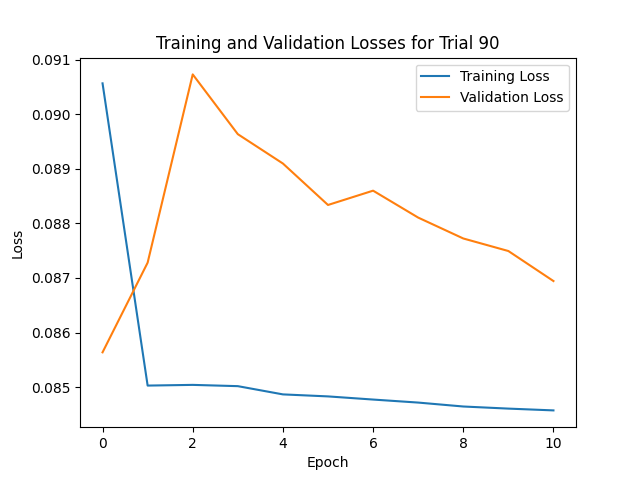 Training and Validation Losses for Trial 90
Training Loss
Validation Loss
0.091
0.090
0.089
0.088
0.087
0.086
0.085
Loss
0
2
4
6
8
10
Epoch